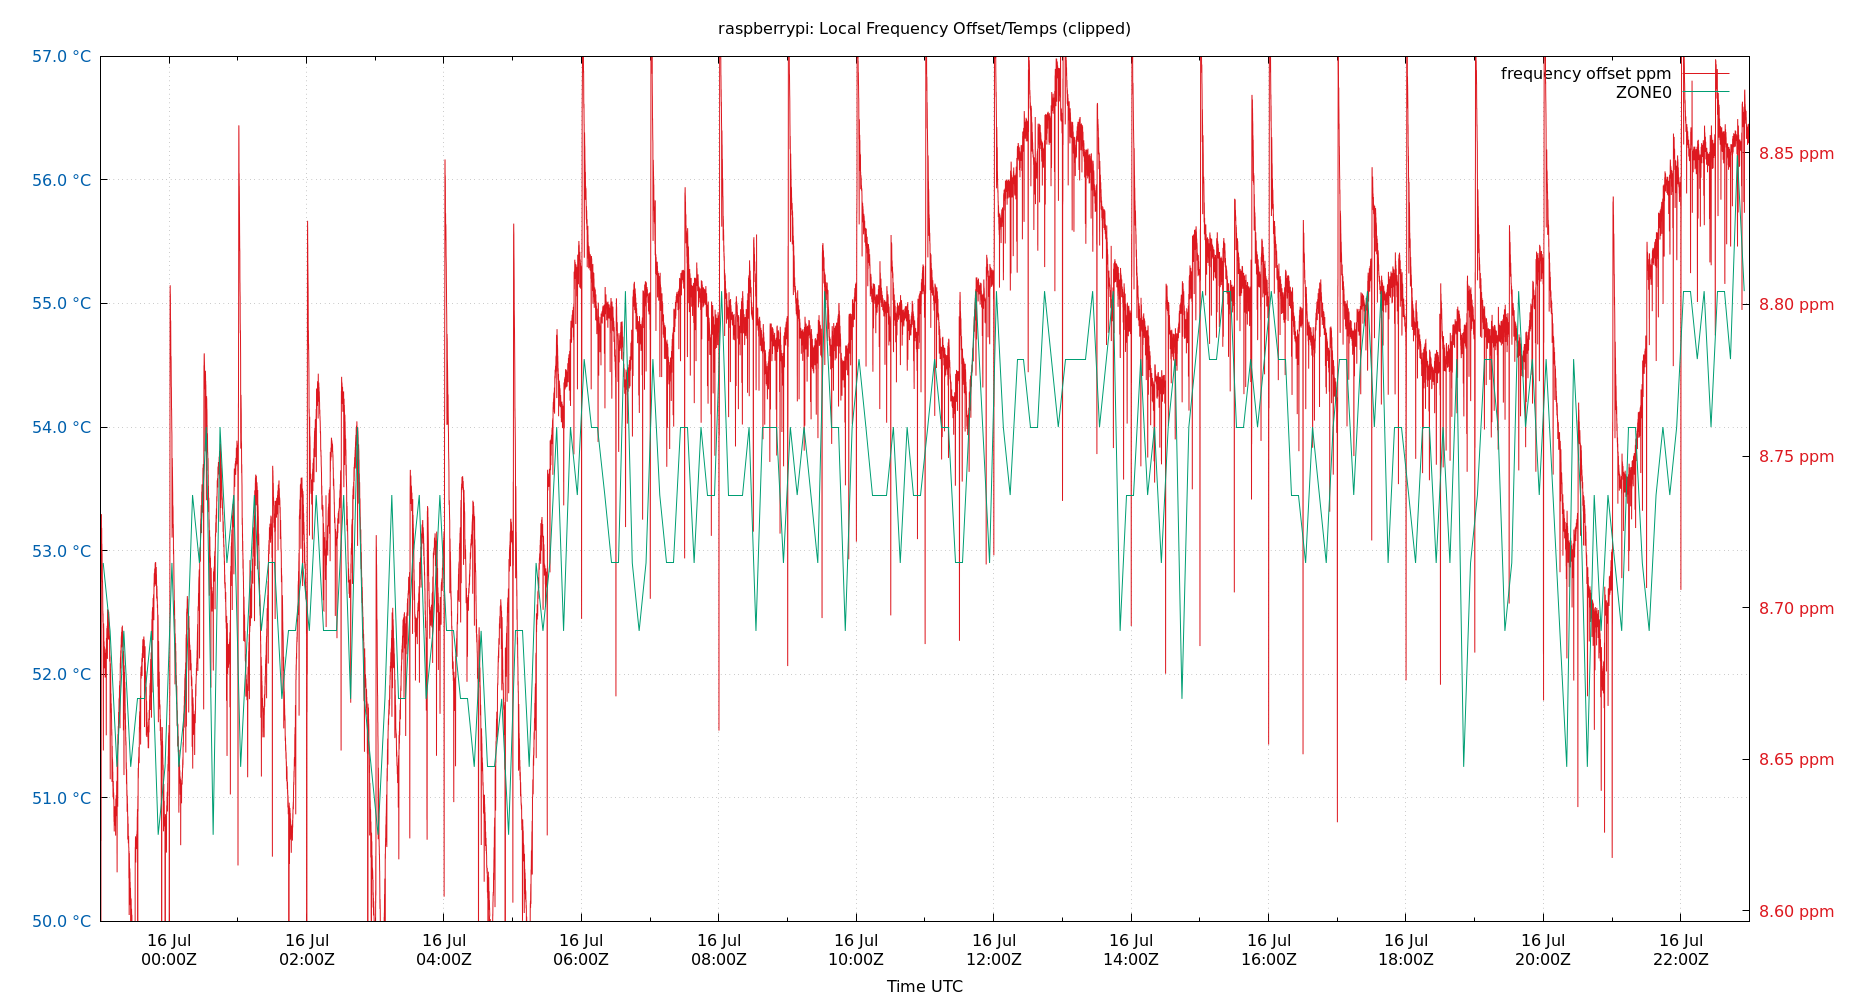 raspberrypi: Local Frequency Offset/Temps (clipped)
57.0 °C
56.0 °C
55.0 °C
54.0 °C
53.0 °C
52.0 °C
51.0 °C
50.0 °C
frequency offset ppm
ZONE0
8.85 ppm
8.80 ppm
8.75 ppm
8.70 ppm
8.65 ppm
8.60 ppm
16 Jul
00:00Z
16 Jul
02:00Z
16 Jul
04:00Z
16 Jul
06:00Z
16 Jul
08:00Z
16 Jul
10:00Z
16 Jul
12:00Z
16 Jul
14:00Z
16 Jul
16:00Z
16 Jul
18:00Z
16 Jul
20:00Z
16 Jul
22:00Z
Time UTC